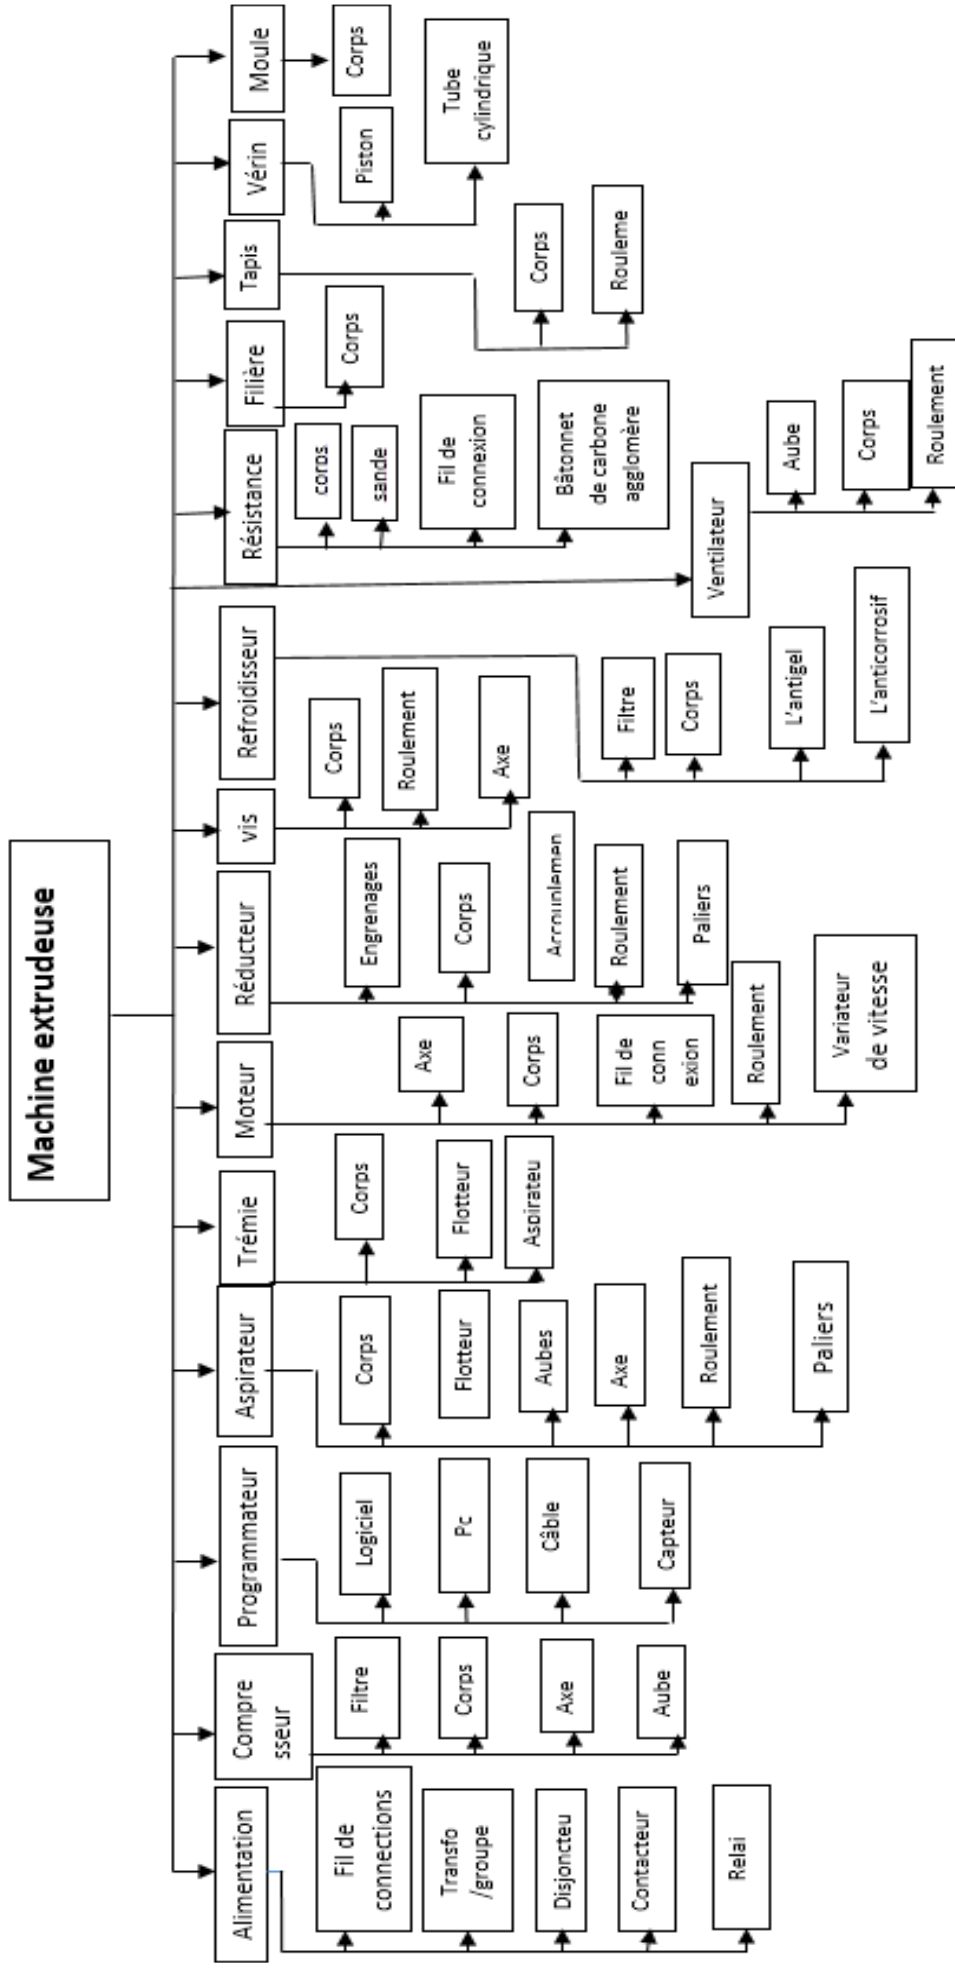 Machine extrudeuse
Alimentation
Fil de
connections
Transfo
/groupe
Disjoncteu
Contacteur
Relai
Compre
sseur
Filtre
Corps
Axe
Aube
Programmateur
Logiciel
Pc
Câble
Capteur
Aspirateur
Corps
Flotteur
Aubes
Axe
Roulement
Paliers
Trémie
Corps
Flotteur
Aspirateu
Moteur
Axe
Corps
Fil de
conn
exion
Roulement
Variateur
de vitesse
Réducteur
Engrenages
Corps
Roulement
Paliers
vis
Corps
Roulement
Axe
Refroidisseur
Filtre
Corps
L'antigel
L'anticorrosif
Ventilateur
Aube
Corps
Roulement
Résistance
corps
sande
Fil de
connexion
Bâtonnet
de carbone
agglomère
Filière
Corps
Tapis
Corps
Rouleme
Vérin
Piston
Tube
cylindrique
Moule
Corps